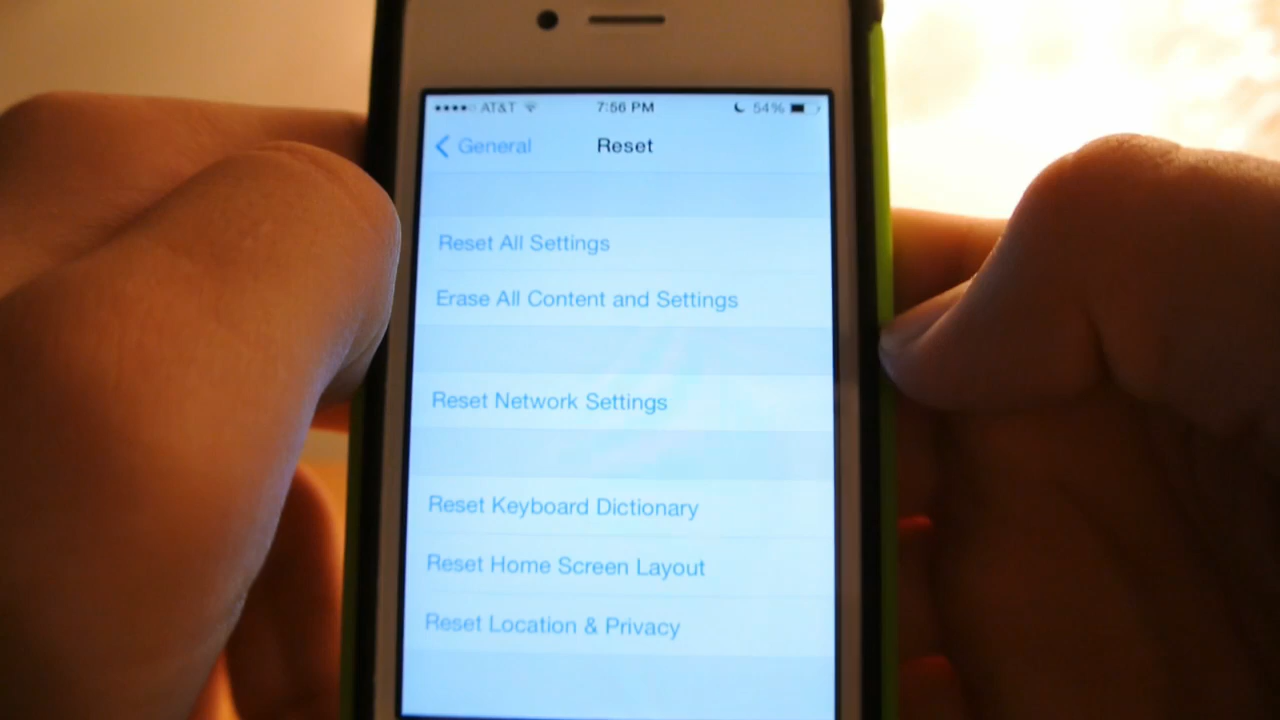 AT&T 7:56 PM 54%
General Reset
Reset All Settings
Erase All Content and Settings
Reset Network Settings
Reset Keyboard Dictionary
Reset Home Screen Layout
Reset Location & Privacy